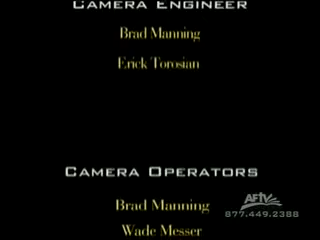 CAMERA ENGINEER
Brad Manning
Erick Torosian
CAMERA OPERATORS
Brad Manning
Wade Messer
AFTV
877.449.2388